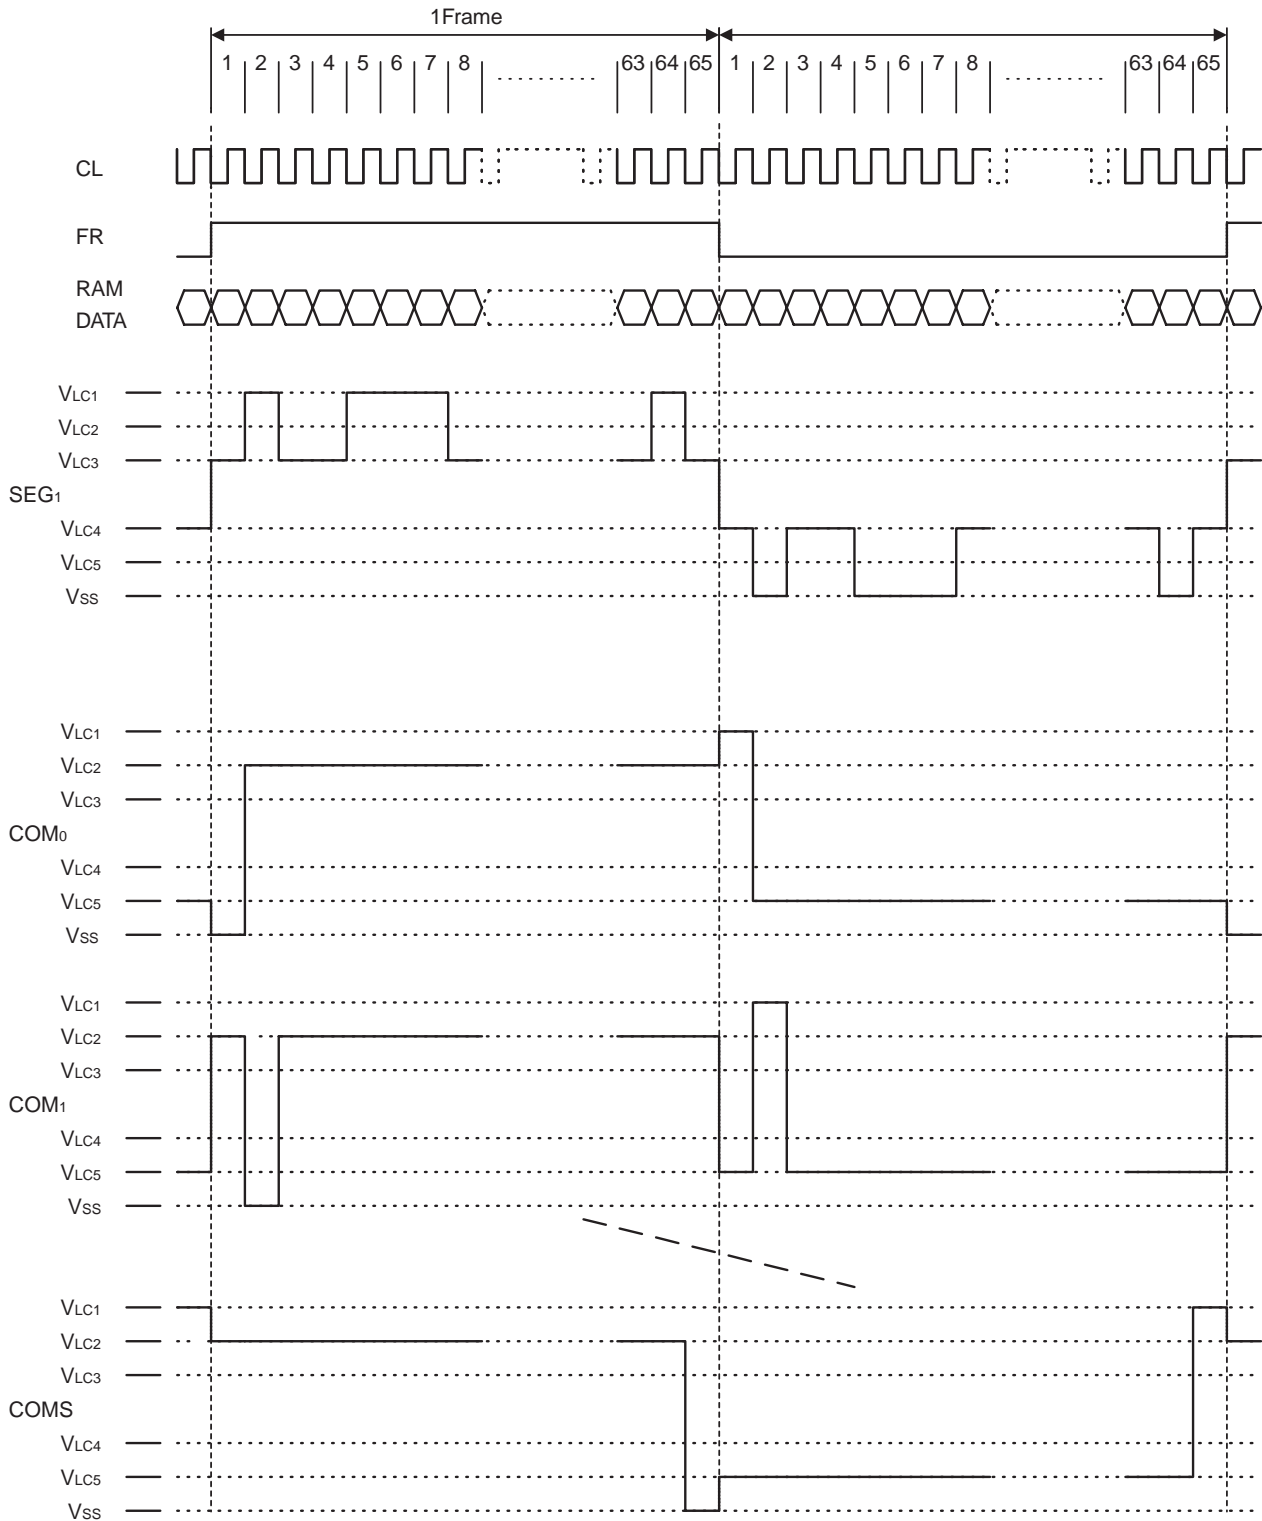 1Frame
1 2 3 4 5 6 7 8 63 64 65 1 2 3 4 5 6 7 8 63 64 65
CL
FR
RAM
DATA
VLC1
VLC2
VLC3
SEG1
VLC4
VLC5
VSS
VLC1
VLC2
VLC3
COM0
VLC4
VLC5
VSS
VLC1
VLC2
VLC3
COM1
VLC4
VLC5
VSS
VLC1
VLC2
VLC3
COMS
VLC4
VLC5
VSS